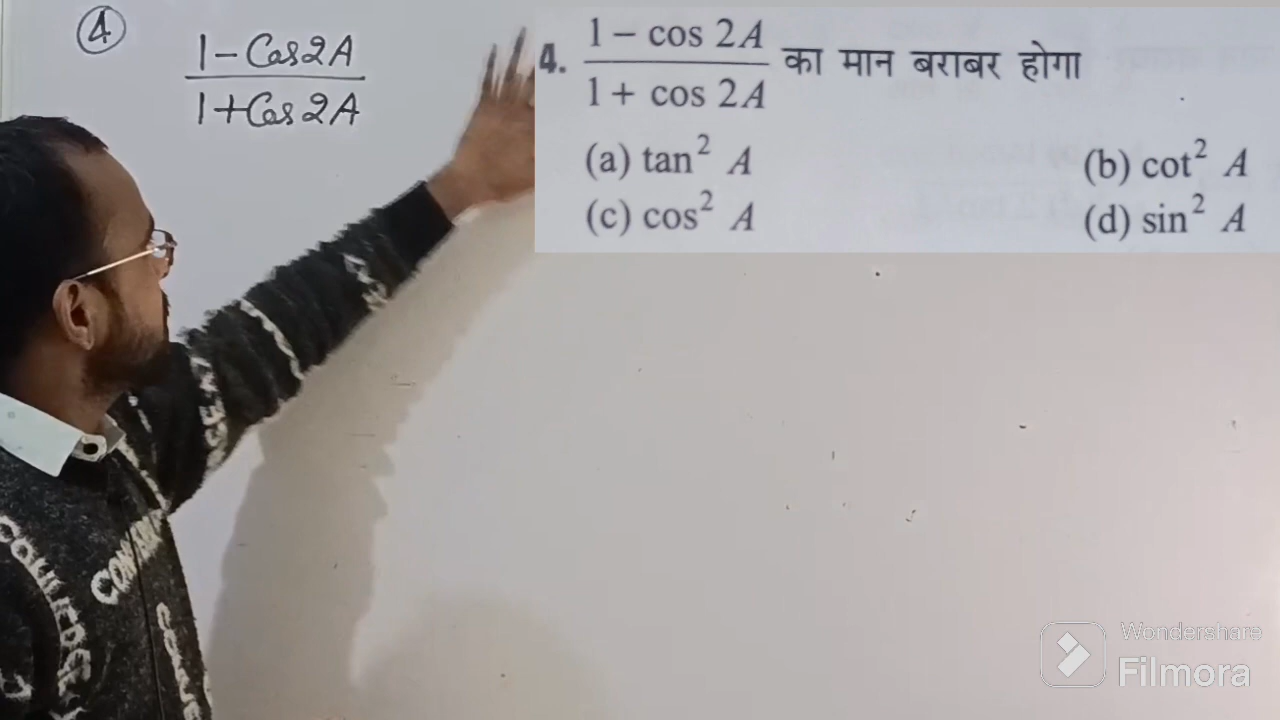 ④
1 - Cos2A
1 + Cos2A
4. 1 - cos 2A
1 + cos 2A
का मान बराबर होगा
(a) tan² A
(b) cot² A
(c) cos² A
(d) sin² A
Wondershare
Filmora